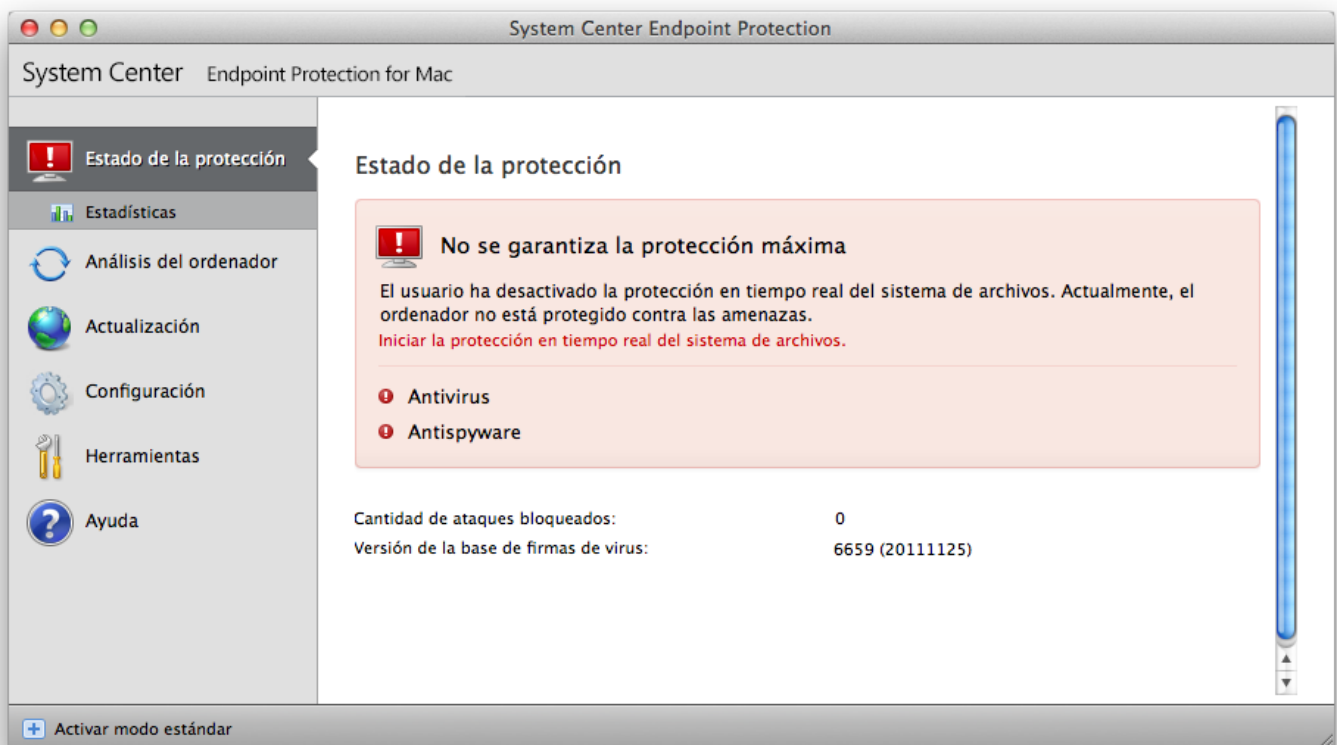 System Center Endpoint Protection
System Center Endpoint Protection for Mac
Estado de la protección
Estadísticas
Análisis del ordenador
Actualización
Configuración
Herramientas
Ayuda
Estado de la protección
No se garantiza la protección máxima
El usuario ha desactivado la protección en tiempo real del sistema de archivos. Actualmente, el
ordenador no está protegido contra las amenazas.
Iniciar la protección en tiempo real del sistema de archivos.
Antivirus
Antispyware
Cantidad de ataques bloqueados: 0
Versión de la base de firmas de virus: 6659 (20111125)
Activar modo estándar